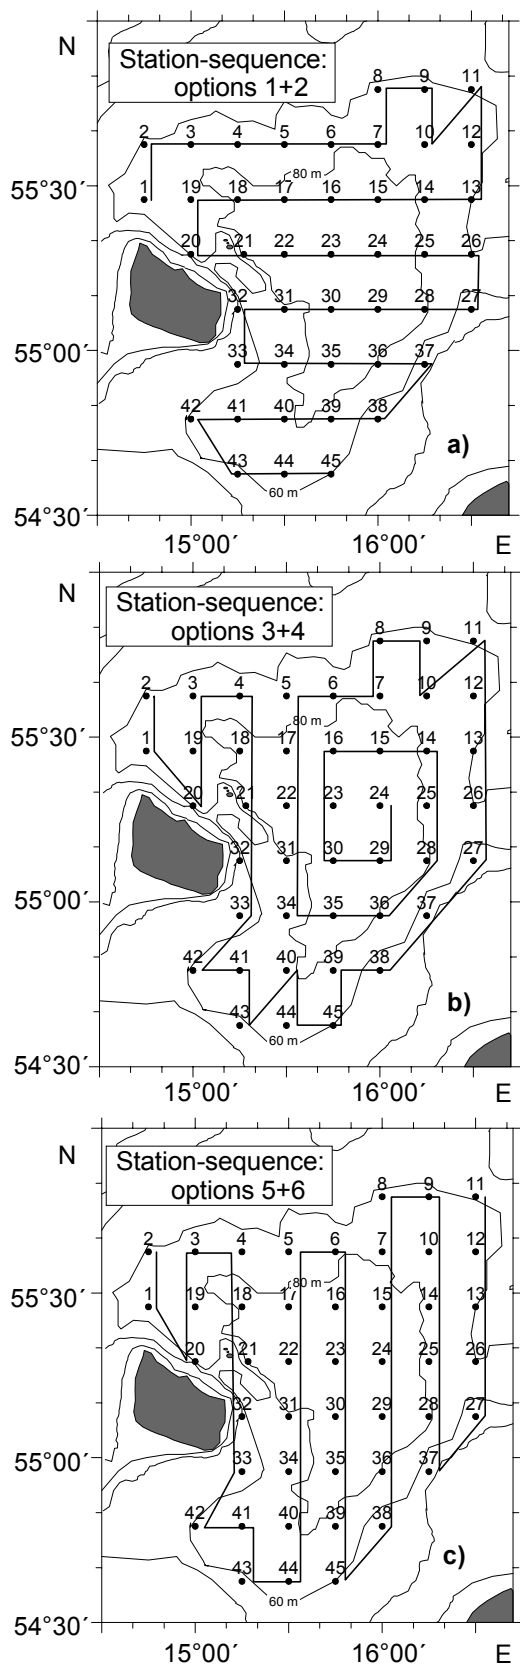 N
Station-sequence:
options 1+2
8 9 11
2 3 4 5 6 7 10 12
80 m
55°30´
1 19 18 17 16 15 14 13
20 21 22 23 24 25 26
32 31 30 29 28 27
55°00´
33 34 35 36 37
42 41 40 39 38
a)
43 44 45
60 m
54°30´
15°00´ 16°00´ E
N
Station-sequence:
options 3+4
8 9 11
2 3 4 5 6 7 10 12
80 m
55°30´
1 19 18 17 16 15 14 13
20 21 22 23 24 25 26
32 31 30 29 28 27
55°00´
33 34 35 36 37
42 41 40 39 38
b)
43 44 45
60 m
54°30´
15°00´ 16°00´ E
N
Station-sequence:
options 5+6
8 9 11
2 3 4 5 6 7 10 12
80 m
55°30´
1 19 18 17 16 15 14 13
20 21 22 23 24 25 26
32 31 30 29 28 27
55°00´
33 34 35 36 37
42 41 40 39 38
c)
43 44 45
60 m
54°30´
15°00´ 16°00´ E